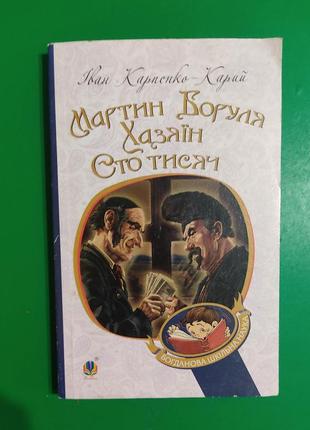 Іван Карпенко-Карий
Мартин Боруля
Хазяїн
Сто тисяч
БОГДАНОВА ШКІЛЬНА НАУКА